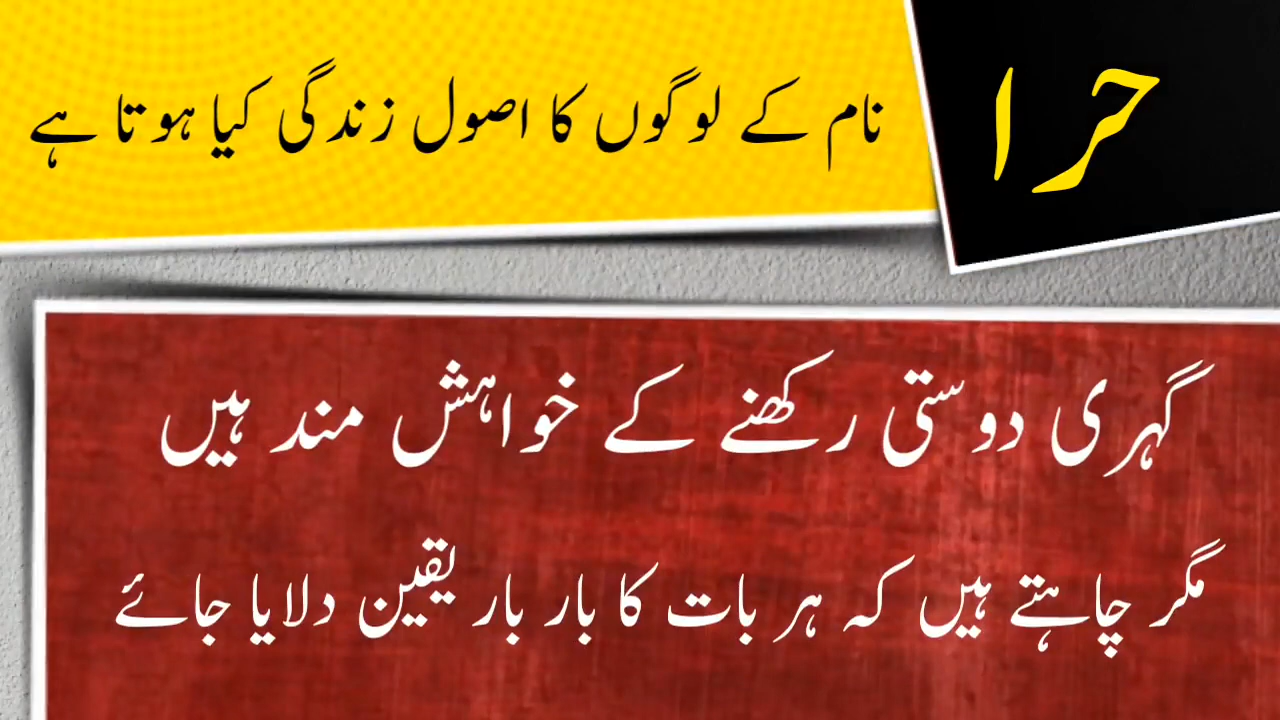 حرا
نام کے لوگوں کا اصول زندگی کیا ہوتا ہے
گہری دوستی رکھنے کے خواہش مند ہیں
مگر چاہتے ہیں کہ ہر بات کا بار بار یقین دلایا جائے